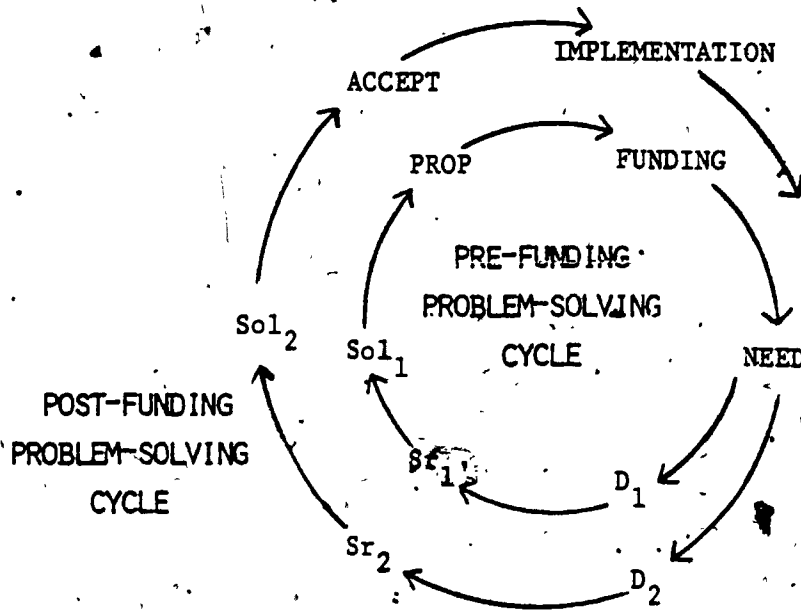 IMPLEMENTATION
ACCEPT
PROP
FUNDING
PRE-FUNDING
PROBLEM-SOLVING
CYCLE
Sol₂
Sol₁
NEED
POST-FUNDING
PROBLEM-SOLVING
CYCLE
Sr₁
D₁
Sr₂
D₂